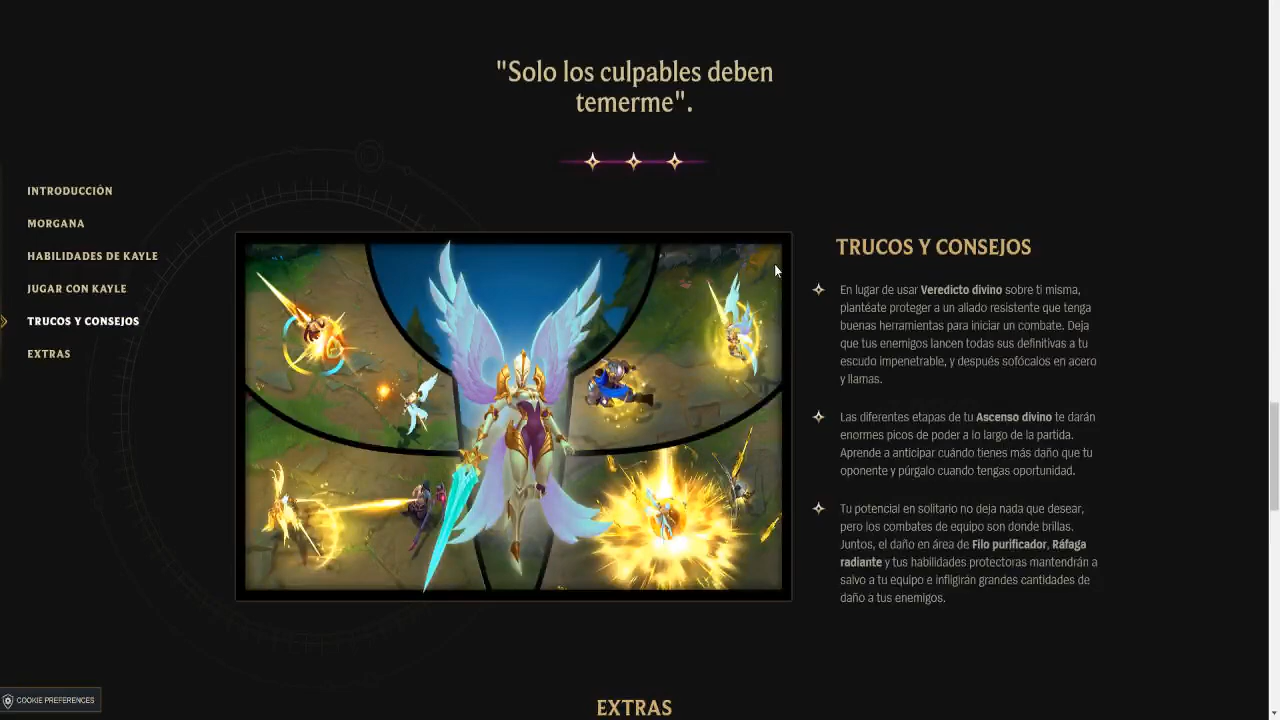 "Solo los culpables deben
temerme".
INTRODUCCIÓN
MORGANA
HABILIDADES DE KAYLE
JUGAR CON KAYLE
TRUCOS Y CONSEJOS
EXTRAS
TRUCOS Y CONSEJOS
En lugar de usar Veredicto divino sobre ti misma,
plantéate proteger a un aliado resistente que tenga
buenas herramientas para iniciar un combate. Deja
que tus enemigos lancen todas sus definitivas a tu
escudo impenetrable, y después sofócalos en acero
y llamas.
Las diferentes etapas de tu Ascenso divino te darán
enormes picos de poder a lo largo de la partida.
Aprende a anticipar cuándo tienes más daño que tu
oponente y púrgalo cuando tengas oportunidad.
Tu potencial en solitario no deja nada que desear,
pero los combates de equipo son donde brillas.
Juntos, el daño en área de Filo purificador, Ráfaga
radiante y tus habilidades protectoras mantendrán a
salvo a tu equipo e infligirán grandes cantidades de
daño a tus enemigos.
COOKIE PREFERENCES
EXTRAS